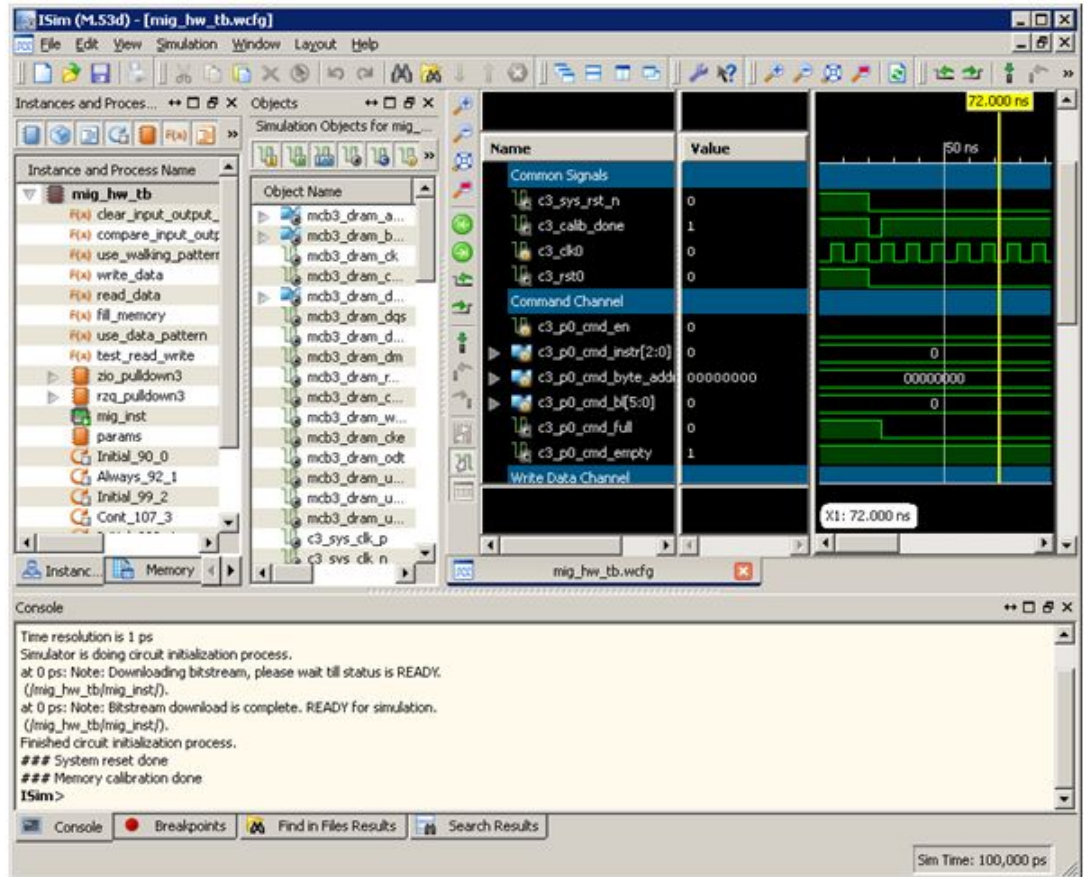 ISim (M.53d) - [mig_hw_tb.wcfg]
File Edit View Simulation Window Layout Help
Instances and Proces...
Instance and Process Name
mig_hw_tb
F(x) clear_input_output_
F(x) compare_input_outp
F(x) use_walking_pattern
F(x) write_data
F(x) read_data
F(x) fill_memory
F(x) use_data_pattern
F(x) test_read_write
zio_pulldown3
rzq_pulldown3
mig_inst
params
Initial_90_0
Always_92_1
Initial_99_2
Cont_107_3
Instanc...
Memory
Objects
Simulation Objects for mig_...
Object Name
mcb3_dram_a...
mcb3_dram_b...
mcb3_dram_ck
mcb3_dram_c...
mcb3_dram_d...
mcb3_dram_dqs
mcb3_dram_d...
mcb3_dram_dm
mcb3_dram_r...
mcb3_dram_c...
mcb3_dram_w...
mcb3_dram_cke
mcb3_dram_odt
mcb3_dram_u...
mcb3_dram_u...
mcb3_dram_u...
c3_sys_clk_p
c3_sys_clk_n
72.000 ns
Name Value
50 ns
Common Signals
c3_sys_rst_n 0
c3_calib_done 1
c3_clk0 0
c3_rst0 0
Command Channel
c3_p0_cmd_en 0
c3_p0_cmd_instr[2:0] 0 0
c3_p0_cmd_byte_addr 00000000 00000000
c3_p0_cmd_bl[5:0] 0 0
c3_p0_cmd_full 0
c3_p0_cmd_empty 1
Write Data Channel
X1: 72.000 ns
mig_hw_tb.wcfg
Console
Time resolution is 1 ps
Simulator is doing circuit initialization process.
at 0 ps: Note: Downloading bitstream, please wait till status is READY.
(/mig_hw_tb/mig_inst/).
at 0 ps: Note: Bitstream download is complete. READY for simulation.
(/mig_hw_tb/mig_inst/).
Finished circuit initialization process.
### System reset done
### Memory calibration done
ISim>
Console Breakpoints Find in Files Results Search Results
Sim Time: 100,000 ps